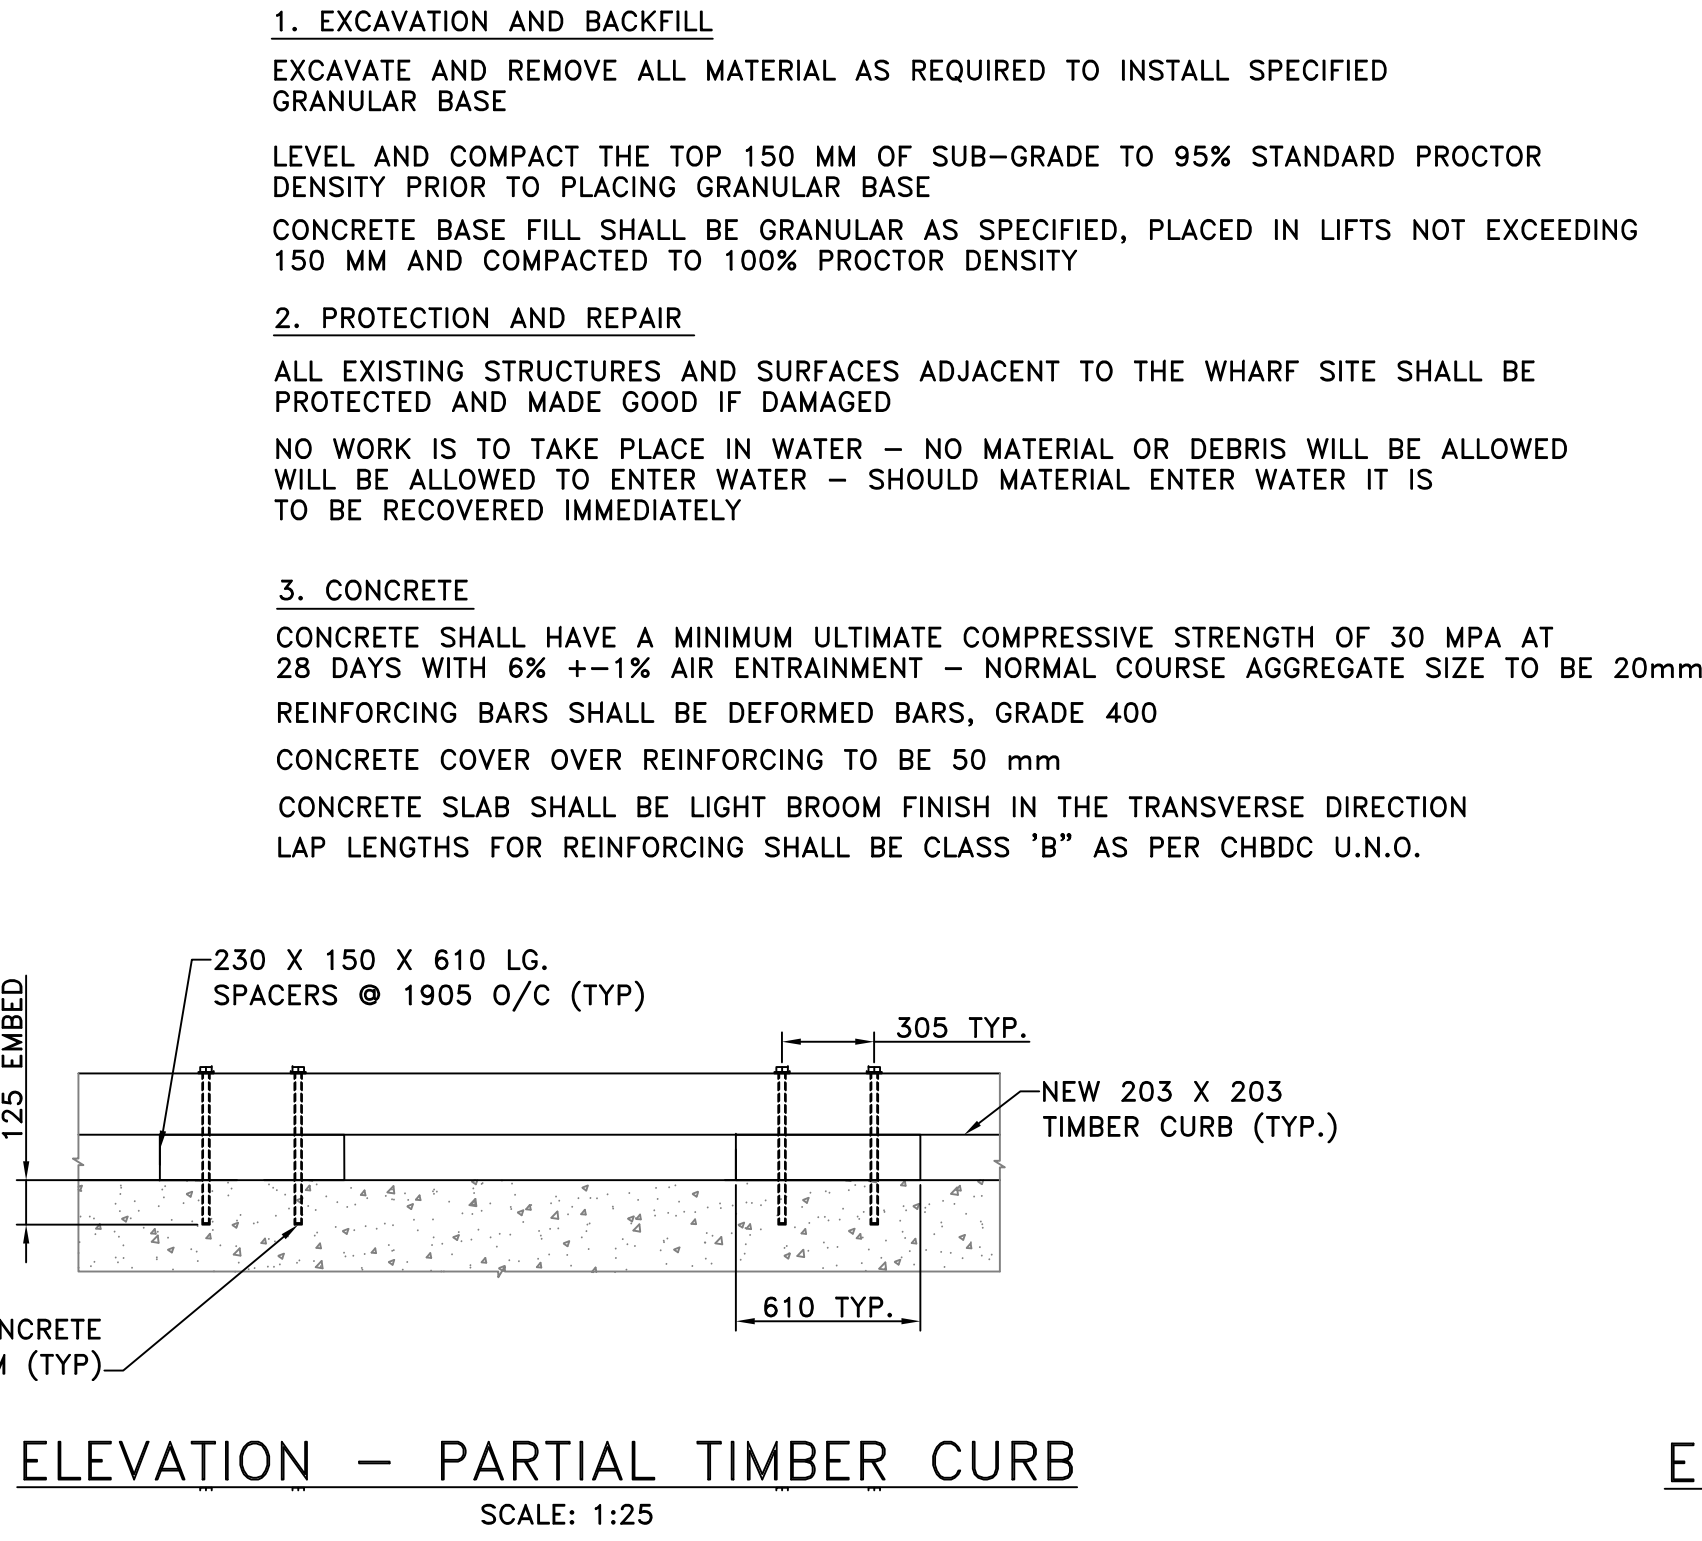 1. EXCAVATION AND BACKFILL
EXCAVATE AND REMOVE ALL MATERIAL AS REQUIRED TO INSTALL SPECIFIED
GRANULAR BASE
LEVEL AND COMPACT THE TOP 150 MM OF SUB-GRADE TO 95% STANDARD PROCTOR
DENSITY PRIOR TO PLACING GRANULAR BASE
CONCRETE BASE FILL SHALL BE GRANULAR AS SPECIFIED, PLACED IN LIFTS NOT EXCEEDING
150 MM AND COMPACTED TO 100% PROCTOR DENSITY
2. PROTECTION AND REPAIR
ALL EXISTING STRUCTURES AND SURFACES ADJACENT TO THE WHARF SITE SHALL BE
PROTECTED AND MADE GOOD IF DAMAGED
NO WORK IS TO TAKE PLACE IN WATER – NO MATERIAL OR DEBRIS WILL BE ALLOWED
WILL BE ALLOWED TO ENTER WATER – SHOULD MATERIAL ENTER WATER IT IS
TO BE RECOVERED IMMEDIATELY
3. CONCRETE
CONCRETE SHALL HAVE A MINIMUM ULTIMATE COMPRESSIVE STRENGTH OF 30 MPA AT
28 DAYS WITH 6% +-1% AIR ENTRAINMENT – NORMAL COURSE AGGREGATE SIZE TO BE 20mm
REINFORCING BARS SHALL BE DEFORMED BARS, GRADE 400
CONCRETE COVER OVER REINFORCING TO BE 50 mm
CONCRETE SLAB SHALL BE LIGHT BROOM FINISH IN THE TRANSVERSE DIRECTION
LAP LENGTHS FOR REINFORCING SHALL BE CLASS 'B" AS PER CHBDC U.N.O.
230 X 150 X 610 LG.
SPACERS @ 1905 O/C (TYP)
125 EMBED
305 TYP.
NEW 203 X 203
TIMBER CURB (TYP.)
610 TYP.
NCRETE
M (TYP)
ELEVATION – PARTIAL TIMBER CURB
SCALE: 1:25
E